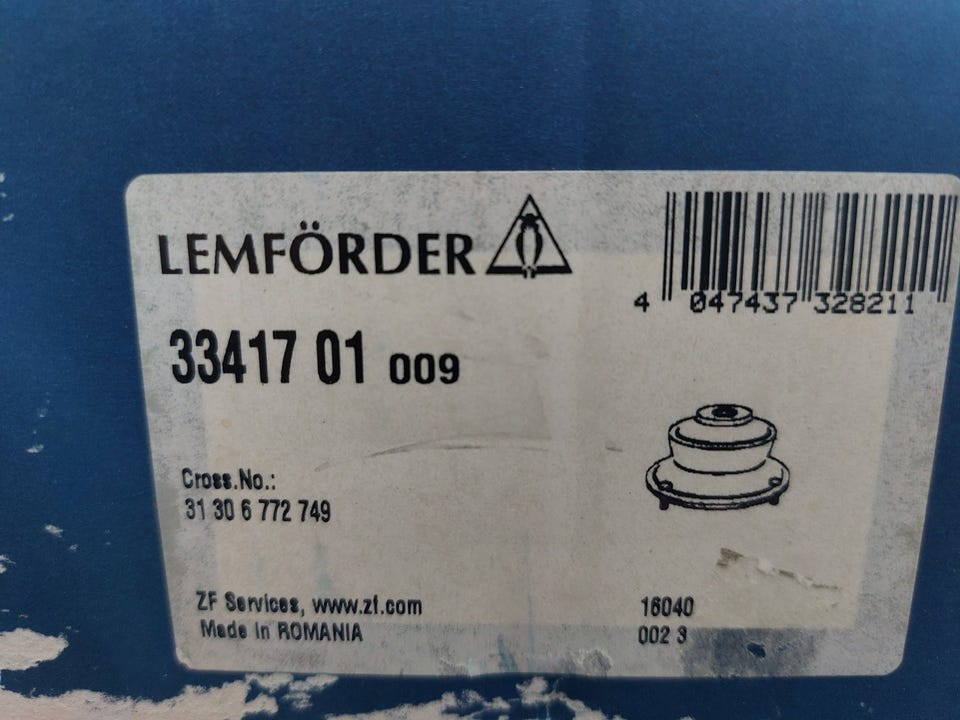 LEMFÖRDER
4 047437 328211
33417 01 009
Cross.No.:
31 30 6 772 749
ZF Services, www.zf.com
Made in ROMANIA
16040
002 3